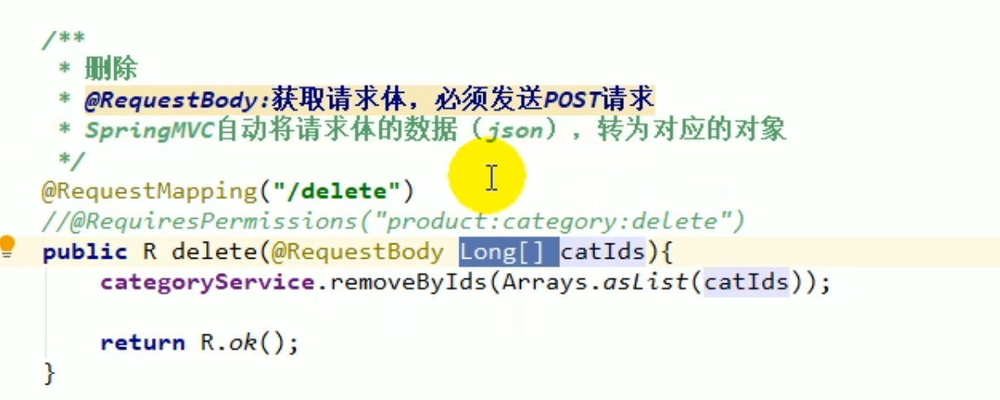 /**
* 删除
* @RequestBody:获取请求体，必须发送POST请求
* SpringMVC自动将请求体的数据（json），转为对应的对象
*/
@RequestMapping("/delete")
//@RequiresPermissions("product:category:delete")
public R delete(@RequestBody Long[] catIds){
categoryService.removeByIds(Arrays.asList(catIds));
return R.ok();
}